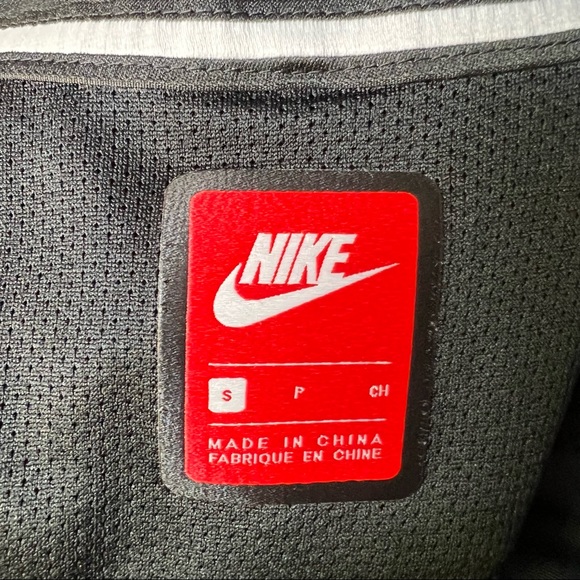 NIKE
S P CH
MADE IN CHINA
FABRIQUE EN CHINE